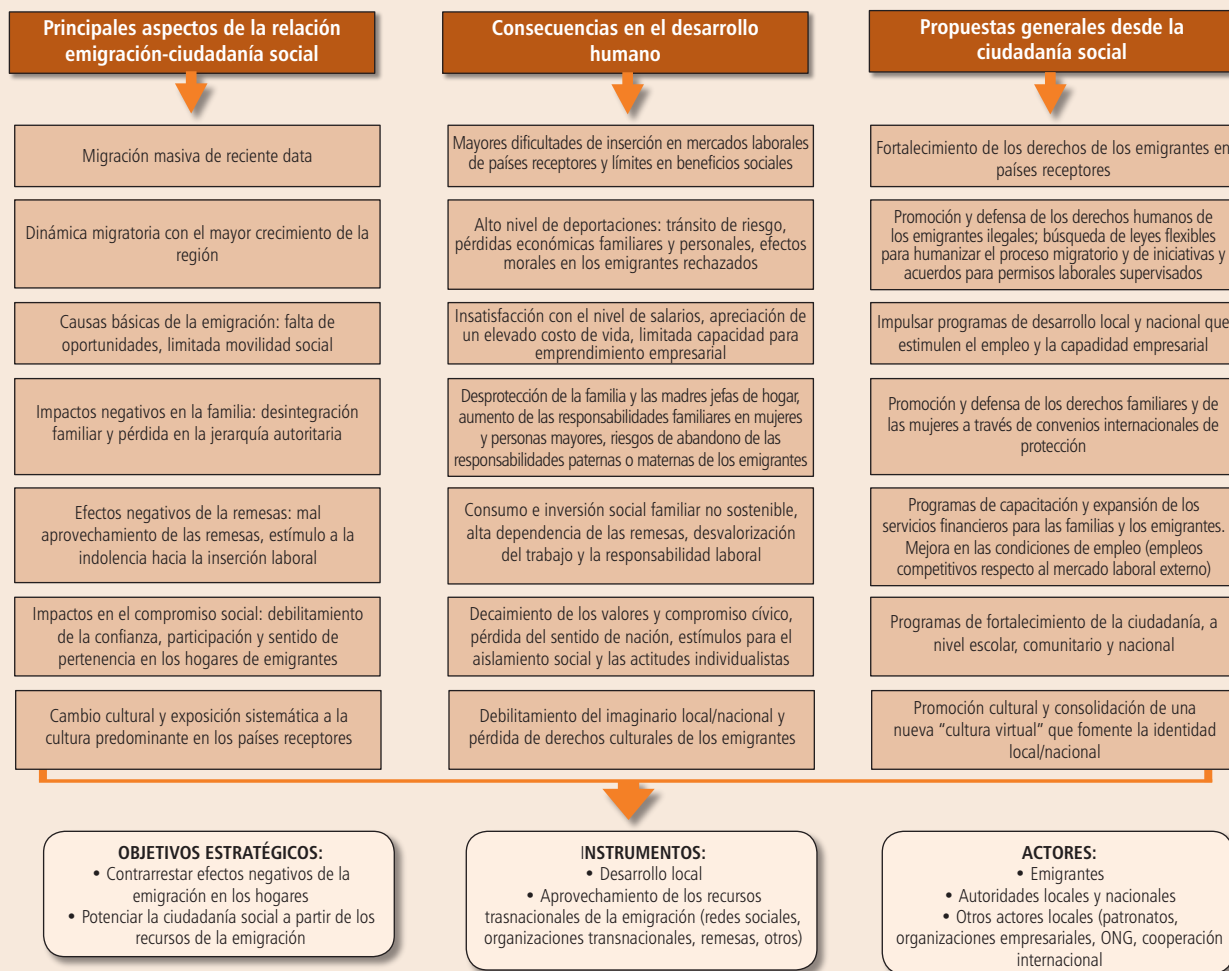 Principales aspectos de la relación
emigración-ciudadanía social
Migración masiva de reciente data
Dinámica migratoria con el mayor crecimiento de la
región
Causas básicas de la emigración: falta de
oportunidades, limitada movilidad social
Impactos negativos en la familia: desintegración
familiar y pérdida en la jerarquía autoritaria
Efectos negativos de la remesas: mal
aprovechamiento de las remesas, estímulo a la
indolencia hacia la inserción laboral
Impactos en el compromiso social: debilitamiento
de la confianza, participación y sentido de
pertenencia en los hogares de emigrantes
Cambio cultural y exposición sistemática a la
cultura predominante en los países receptores
Consecuencias en el desarrollo
humano
Mayores dificultades de inserción en mercados laborales
de países receptores y límites en beneficios sociales
Alto nivel de deportaciones: tránsito de riesgo,
pérdidas económicas familiares y personales, efectos
morales en los emigrantes rechazados
Insatisfacción con el nivel de salarios, apreciación de
un elevado costo de vida, limitada capacidad para
emprendimiento empresarial
Desprotección de la familia y las madres jefas de hogar,
aumento de las responsabilidades familiares en mujeres
y personas mayores, riesgos de abandono de las
responsabilidades paternas o maternas de los emigrantes
Consumo e inversión social familiar no sostenible,
alta dependencia de las remesas, desvalorización
del trabajo y la responsabilidad laboral
Decaimiento de los valores y compromiso cívico,
pérdida del sentido de nación, estímulos para el
aislamiento social y las actitudes individualistas
Debilitamiento del imaginario local/nacional y
pérdida de derechos culturales de los emigrantes
Propuestas generales desde la
ciudadanía social
Fortalecimiento de los derechos de los emigrantes en
países receptores
Promoción y defensa de los derechos humanos de
los emigrantes ilegales; búsqueda de leyes flexibles
para humanizar el proceso migratorio y de iniciativas y
acuerdos para permisos laborales supervisados
Impulsar programas de desarrollo local y nacional que
estimulen el empleo y la capadidad empresarial
Promoción y defensa de los derechos familiares y de
las mujeres a través de convenios internacionales de
protección
Programas de capacitación y expansión de los
servicios financieros para las familias y los emigrantes.
Mejora en las condiciones de empleo (empleos
competitivos respecto al mercado laboral externo)
Programas de fortalecimiento de la ciudadanía, a
nivel escolar, comunitario y nacional
Promoción cultural y consolidación de una
nueva "cultura virtual" que fomente la identidad
local/nacional
OBJETIVOS ESTRATÉGICOS:
• Contrarrestar efectos negativos de la
emigración en los hogares
• Potenciar la ciudadanía social a partir de los
recursos de la emigración
INSTRUMENTOS:
• Desarrollo local
• Aprovechamiento de los recursos
trasnacionales de la emigración (redes sociales,
organizaciones transnacionales, remesas, otros)
ACTORES:
• Emigrantes
• Autoridades locales y nacionales
• Otros actores locales (patronatos,
organizaciones empresariales, ONG, cooperación
internacional